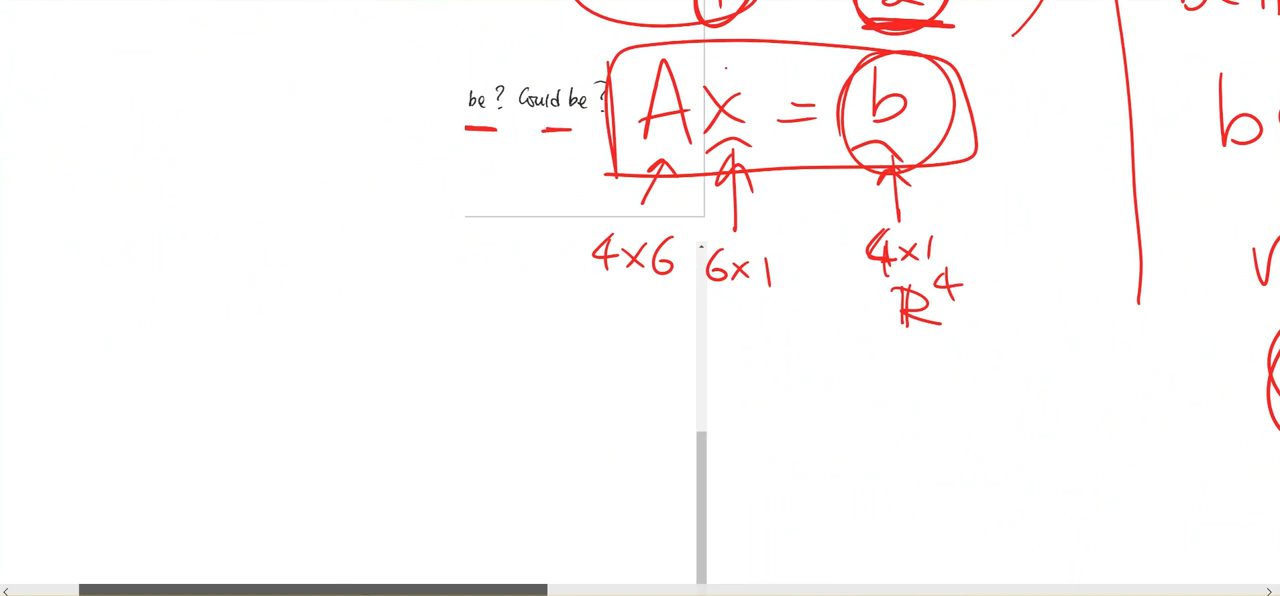 be? Could be?
Ax = b
4×6 6×1 4×1
ℝ⁴
b